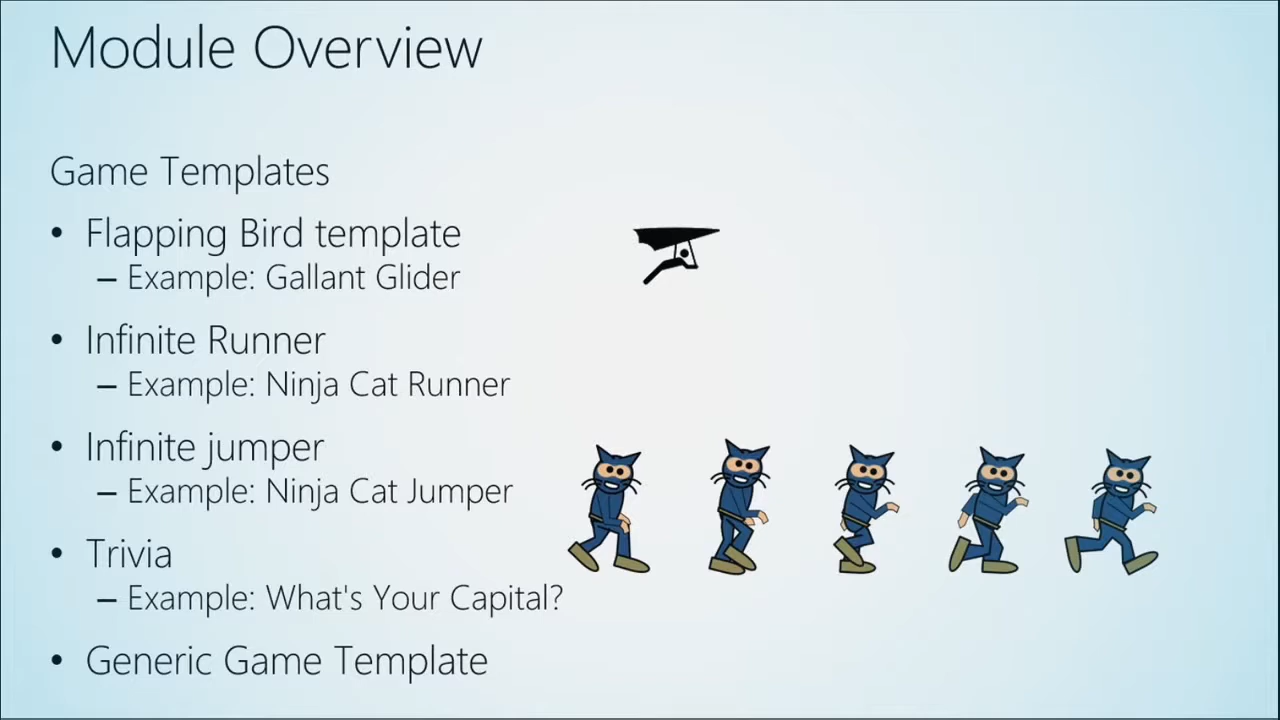 Module Overview
Game Templates
• Flapping Bird template
– Example: Gallant Glider
• Infinite Runner
– Example: Ninja Cat Runner
• Infinite jumper
– Example: Ninja Cat Jumper
• Trivia
– Example: What's Your Capital?
• Generic Game Template